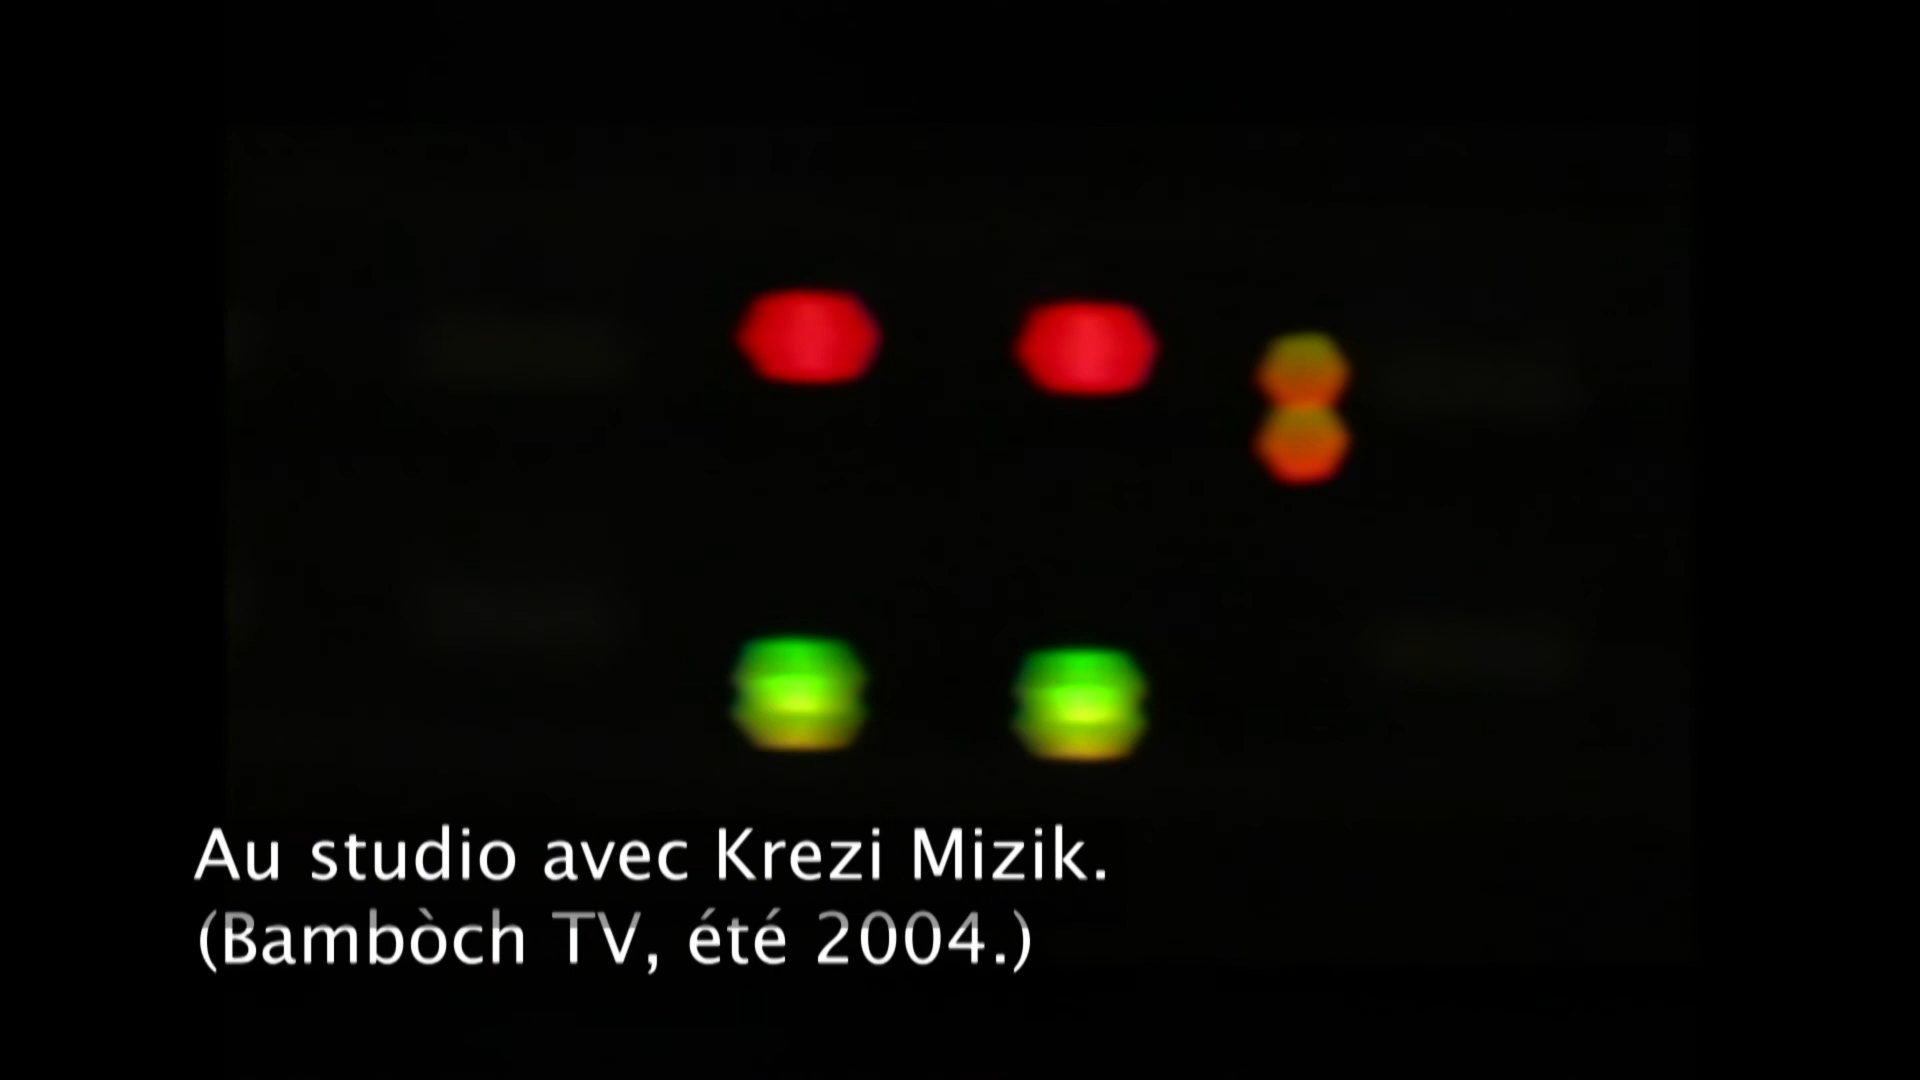 Au studio avec Krezi Mizik.
(Bambòch TV, été 2004.)